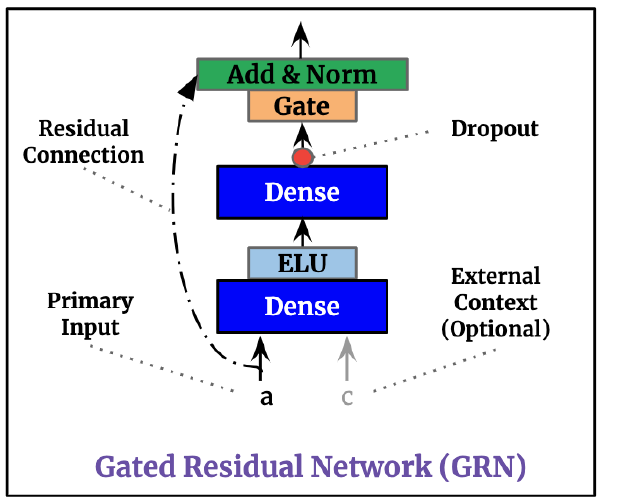 Add & Norm
Gate
Residual
Connection
Dropout
Dense
ELU
Dense
External
Context
(Optional)
Primary
Input
a
c
Gated Residual Network (GRN)